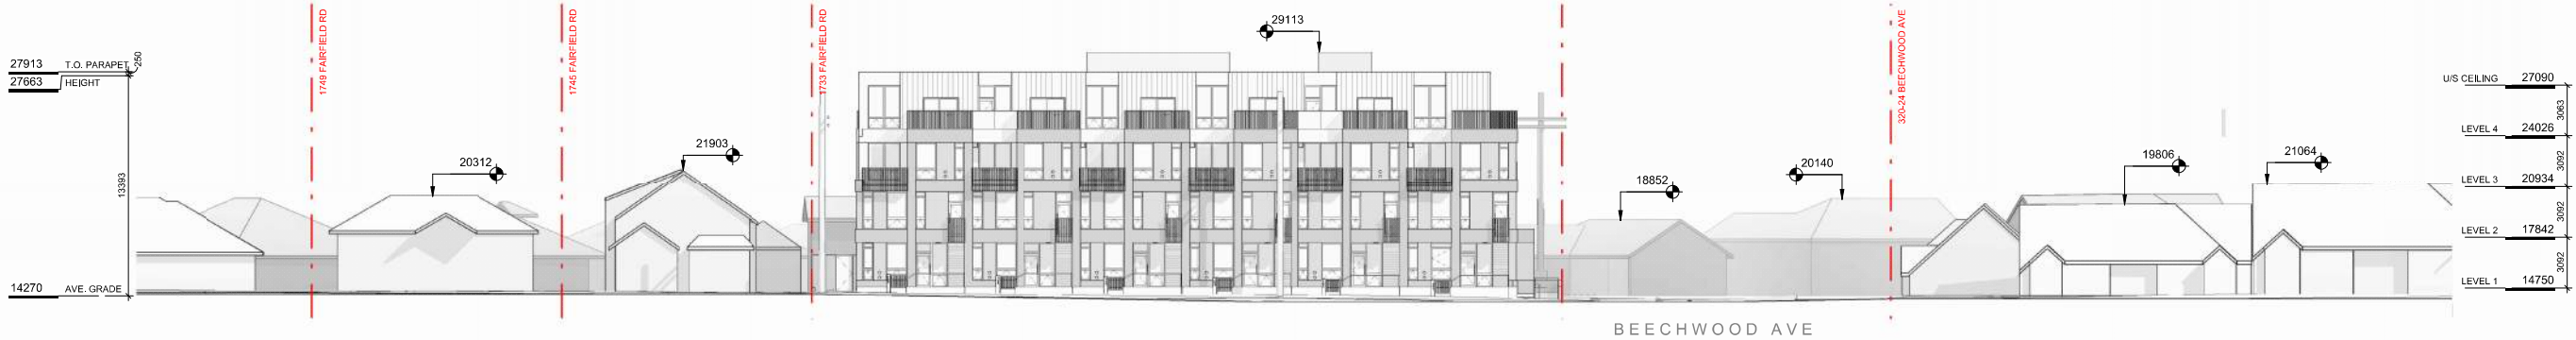 27913 T.O. PARAPET
250
27663 HEIGHT
13393
14270 AVE. GRADE
1749 FAIRFIELD RD
20312
1745 FAIRFIELD RD
21903
1733 FAIRFIELD RD
29113
18852
20140
320-24 BEECHWOOD AVE
19806
21064
U/S CEILING 27090
3063
LEVEL 4 24026
3092
LEVEL 3 20934
3092
LEVEL 2 17842
3092
LEVEL 1 14750
BEECHWOOD AVE